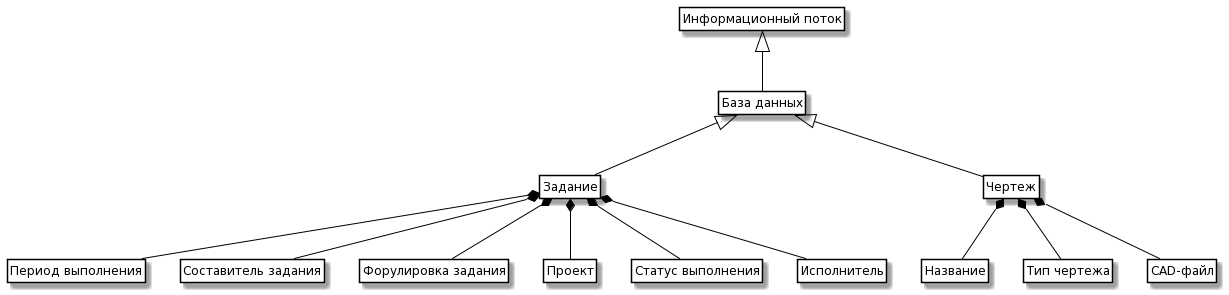 Информационный поток
База данных
Задание
Чертеж
Период выполнения
Составитель задания
Форулировка задания
Проект
Статус выполнения
Исполнитель
Название
Тип чертежа
CAD-файл